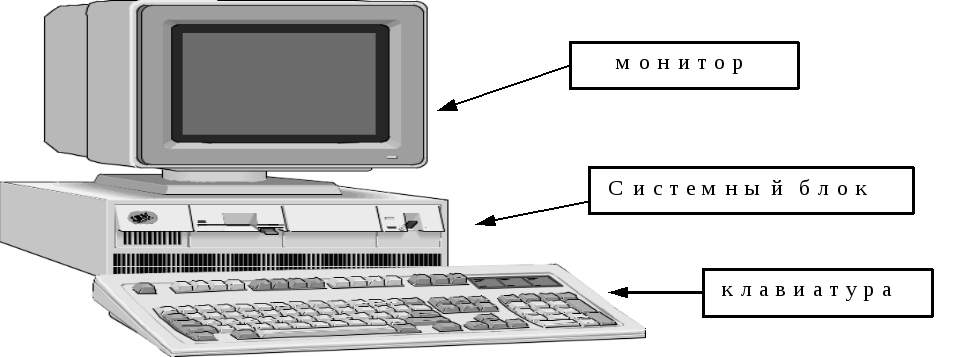 монитор
Системный блок
клавиатура